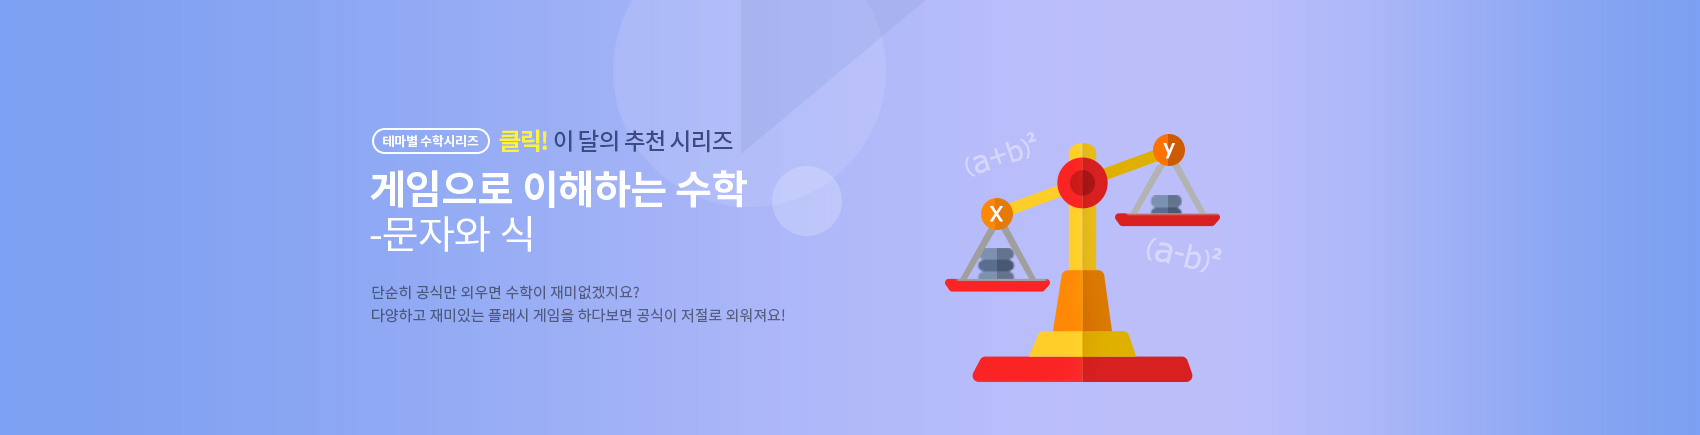 테마별 수학시리즈 클릭! 이 달의 추천 시리즈
게임으로 이해하는 수학
-문자와 식
단순히 공식만 외우면 수학이 재미없겠지요?
다양하고 재미있는 플래시 게임을 하다보면 공식이 저절로 외워져요!
(a+b)²
y
x
(a-b)²